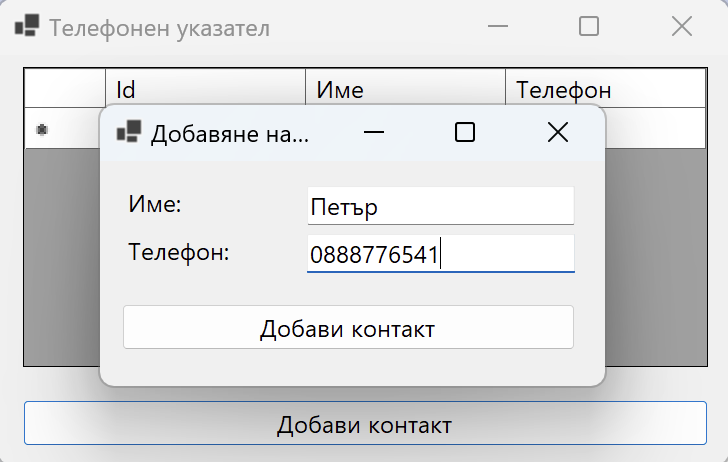 Телефонен указател
Id Име Телефон
Добавяне на...
Име: Петър
Телефон: 0888776541
Добави контакт
Добави контакт